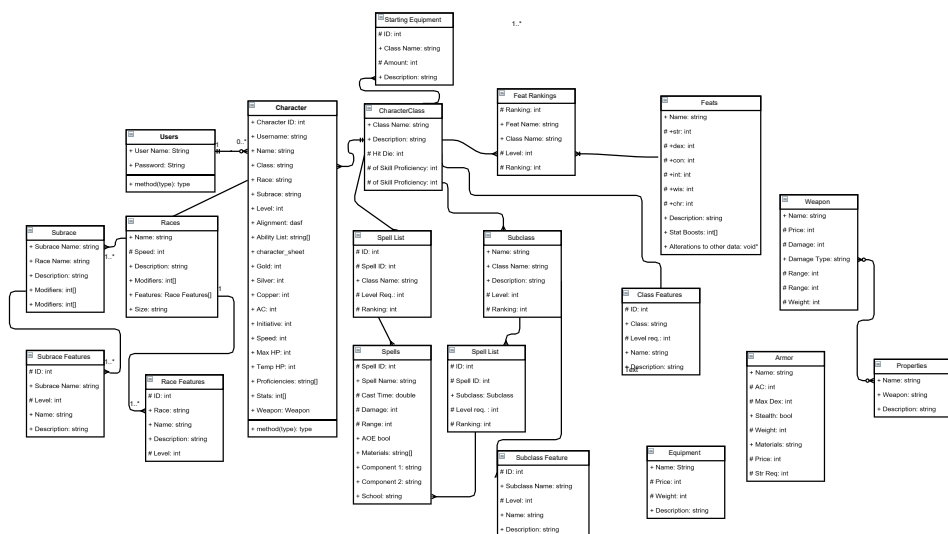 Starting Equipment
# ID: int
+ Class Name: string
# Amount: int
+ Description: string
1..*
Users
+ User Name: String
+ Password: String
+ method(type): type
1
0..*
Character
+ Character ID: int
+ Username: string
+ Name: string
+ Class: string
+ Race: string
+ Subrace: string
+ Level: int
+ Alignment: dasf
+ Ability List: string[]
+ character_sheet
+ Gold: int
+ Silver: int
+ Copper: int
+ AC: int
+ Initiative: int
+ Speed: int
+ Max HP: int
+ Temp HP: int
+ Proficiencies: string[]
+ Stats: int[]
+ Weapon: Weapon
+ method(type): type
CharacterClass
+ Class Name: string
+ Description: string
# Hit Die: int
# of Skill Proficiency: int
# of Skill Proficiency: int
Feat Rankings
# Ranking: int
+ Feat Name: string
+ Class Name: string
# Level: int
# Ranking: int
Feats
+ Name: string
# +str: int
# +dex: int
# +con: int
# +int: int
# +wis: int
# +chr: int
+ Description: string
+ Stat Boosts: int[]
+ Alterations to other data: void*
Weapon
+ Name: string
# Price: int
# Damage: int
+ Damage Type: string
# Range: int
# Range: int
# Weight: int
Subrace
+ Subrace Name: string
+ Race Name: string
+ Description: string
+ Modifiers: int[]
+ Modifiers: int[]
1..*
Races
+ Name: string
# Speed: int
+ Description: string
+ Modifiers: int[]
+ Features: Race Features[]
+ Size: string
1
Spell List
# ID: int
# Spell ID: int
+ Class Name: string
# Level Req.: int
# Ranking: int
Subclass
+ Name: string
+ Class Name: string
+ Description: string
# Level: int
# Ranking: int
Class Features
# ID: int
+ Class: string
# Level req.: int
+ Name: string
+ Description: string
Text
Subrace Features
# ID: int
+ Subrace Name: string
# Level: int
+ Name: string
+ Description: string
1..*
Race Features
# ID: int
+ Race: string
+ Name: string
+ Description: string
# Level: int
1..*
Spells
# Spell ID: int
+ Spell Name: string
# Cast Time: double
# Damage: int
# Range: int
+ AOE bool
+ Materials: string[]
+ Component 1: string
+ Component 2: string
+ School: string
Spell List
# ID: int
# Spell ID: int
+ Subclass: Subclass
# Level req. : int
# Ranking: int
Subclass Feature
# ID: int
+ Subclass Name: string
# Level: int
+ Name: string
+ Description: string
Equipment
+ Name: String
# Price: int
# Weight: int
+ Description: string
Armor
+ Name: string
# AC: int
# Max Dex: int
+ Stealth: bool
# Weight: int
+ Materials: string
# Price: int
# Str Req: int
Properties
+ Name: string
+ Weapon: string
+ Description: string